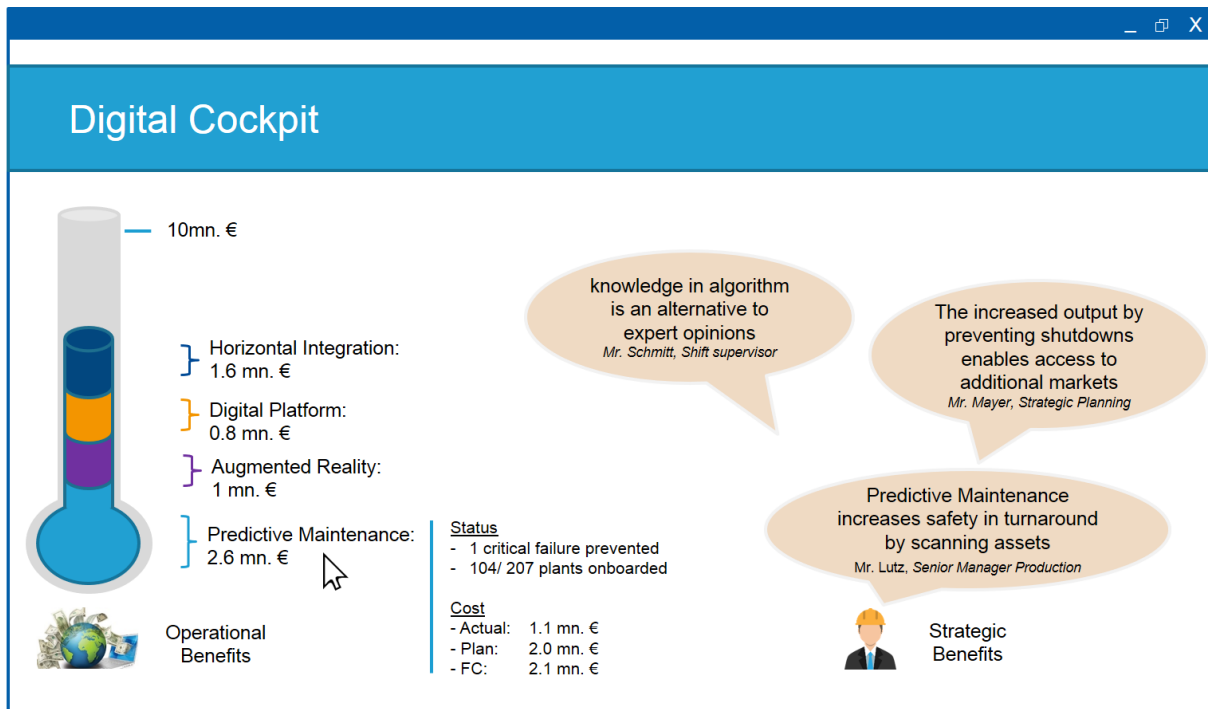 Digital Cockpit
10mn. €
Horizontal Integration:
1.6 mn. €
Digital Platform:
0.8 mn. €
Augmented Reality:
1 mn. €
Predictive Maintenance:
2.6 mn. €
Operational
Benefits
Status
- 1 critical failure prevented
- 104/ 207 plants onboarded
Cost
- Actual: 1.1 mn. €
- Plan: 2.0 mn. €
- FC: 2.1 mn. €
knowledge in algorithm
is an alternative to
expert opinions
Mr. Schmitt, Shift supervisor
The increased output by
preventing shutdowns
enables access to
additional markets
Mr. Mayer, Strategic Planning
Predictive Maintenance
increases safety in turnaround
by scanning assets
Mr. Lutz, Senior Manager Production
Strategic
Benefits